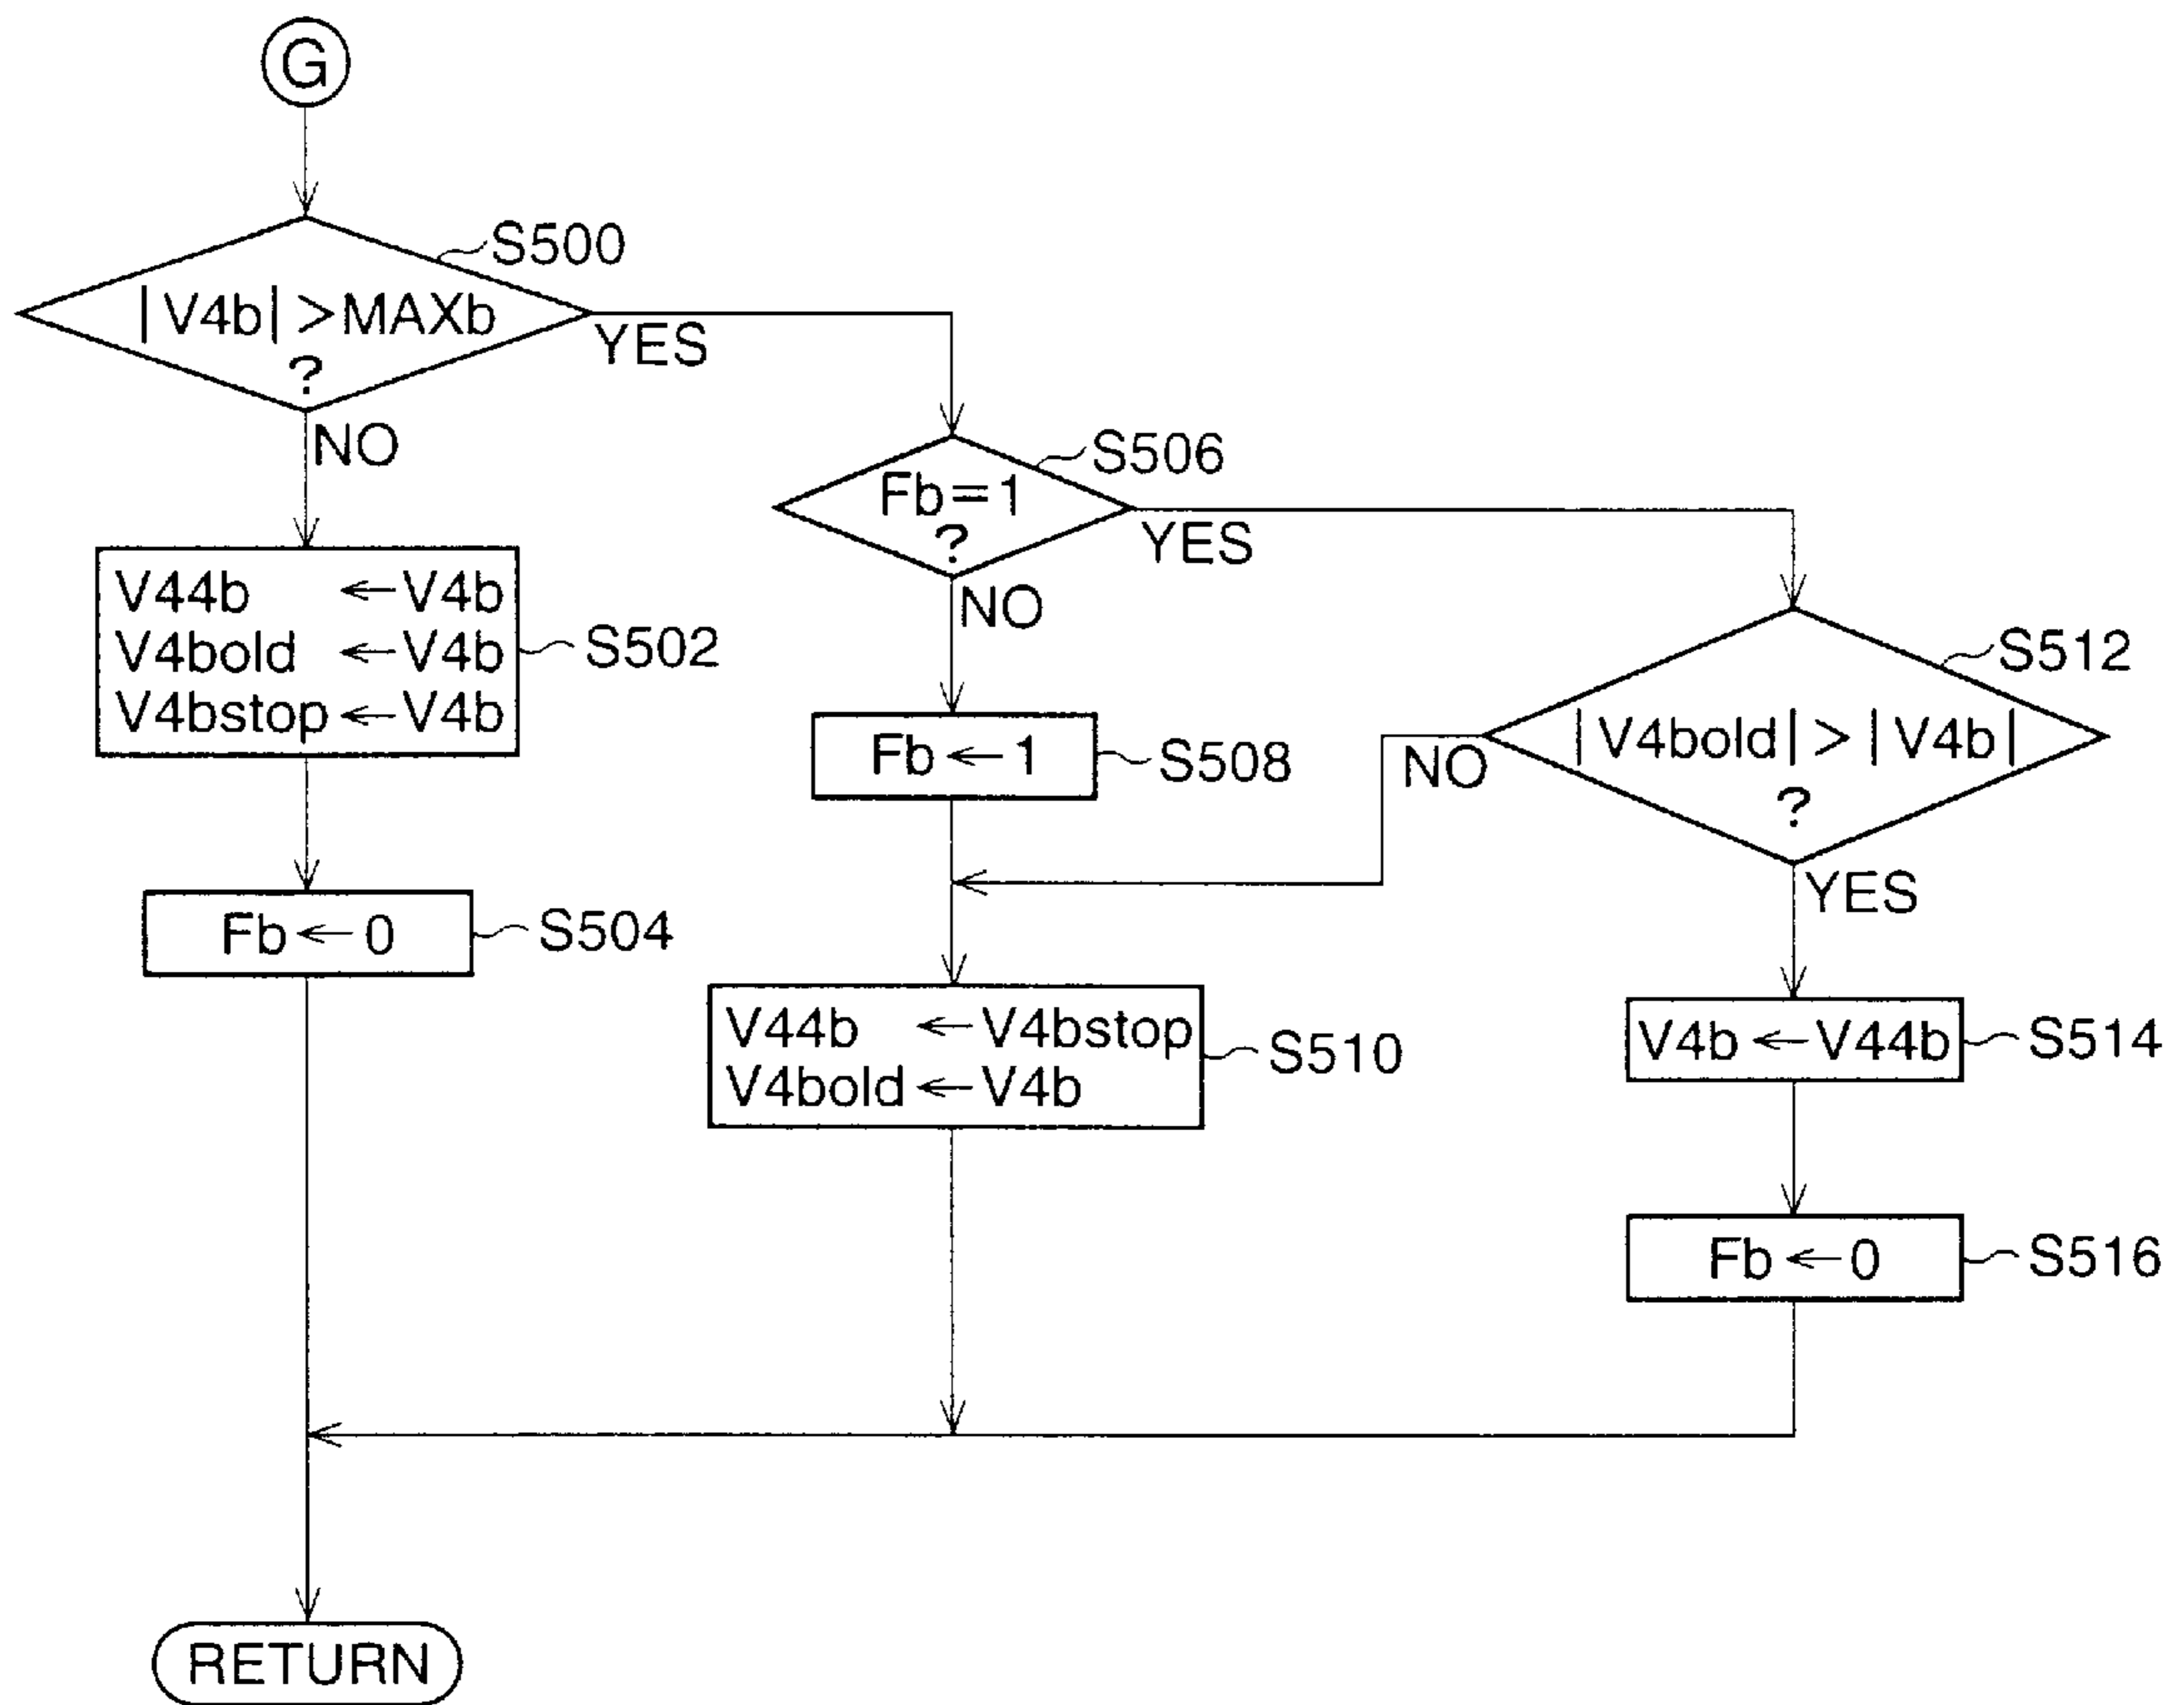 G
S500
|V4b|>MAXb
?
YES
NO
S506
Fb=1
?
YES
NO
V44b ←V4b
V4bold ←V4b
V4bstop←V4b
S502
S512
|V4bold|>|V4b|
?
NO
YES
Fb←1
S508
Fb←0
S504
V44b ←V4bstop
V4bold←V4b
S510
V4b←V44b
S514
Fb←0
S516
RETURN